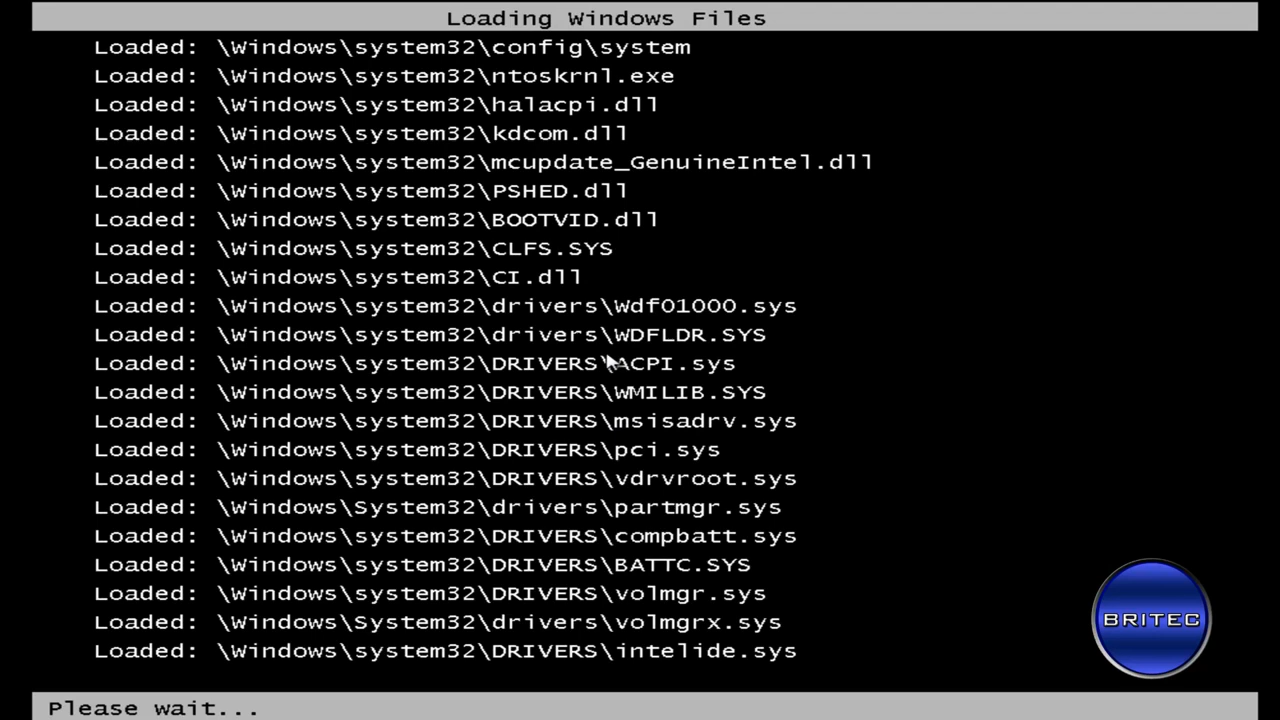 Loading Windows Files
Loaded: \Windows\system32\config\system
Loaded: \Windows\system32\ntoskrnl.exe
Loaded: \Windows\system32\halacpi.dll
Loaded: \Windows\system32\kdcom.dll
Loaded: \Windows\system32\mcupdate_GenuineIntel.dll
Loaded: \Windows\system32\PSHED.dll
Loaded: \Windows\system32\BOOTVID.dll
Loaded: \Windows\system32\CLFS.SYS
Loaded: \Windows\system32\CI.dll
Loaded: \Windows\system32\drivers\Wdf01000.sys
Loaded: \Windows\system32\drivers\WDFLDR.SYS
Loaded: \Windows\system32\DRIVERS\ACPI.sys
Loaded: \Windows\system32\DRIVERS\WMILIB.SYS
Loaded: \Windows\system32\DRIVERS\msisadrv.sys
Loaded: \Windows\system32\DRIVERS\pci.sys
Loaded: \Windows\system32\DRIVERS\vdrvroot.sys
Loaded: \Windows\System32\drivers\partmgr.sys
Loaded: \Windows\system32\DRIVERS\compbatt.sys
Loaded: \Windows\system32\DRIVERS\BATTC.SYS
Loaded: \Windows\system32\DRIVERS\volmgr.sys
Loaded: \Windows\System32\drivers\volmgrx.sys
Loaded: \Windows\system32\DRIVERS\intelide.sys
BRITEC
Please wait...